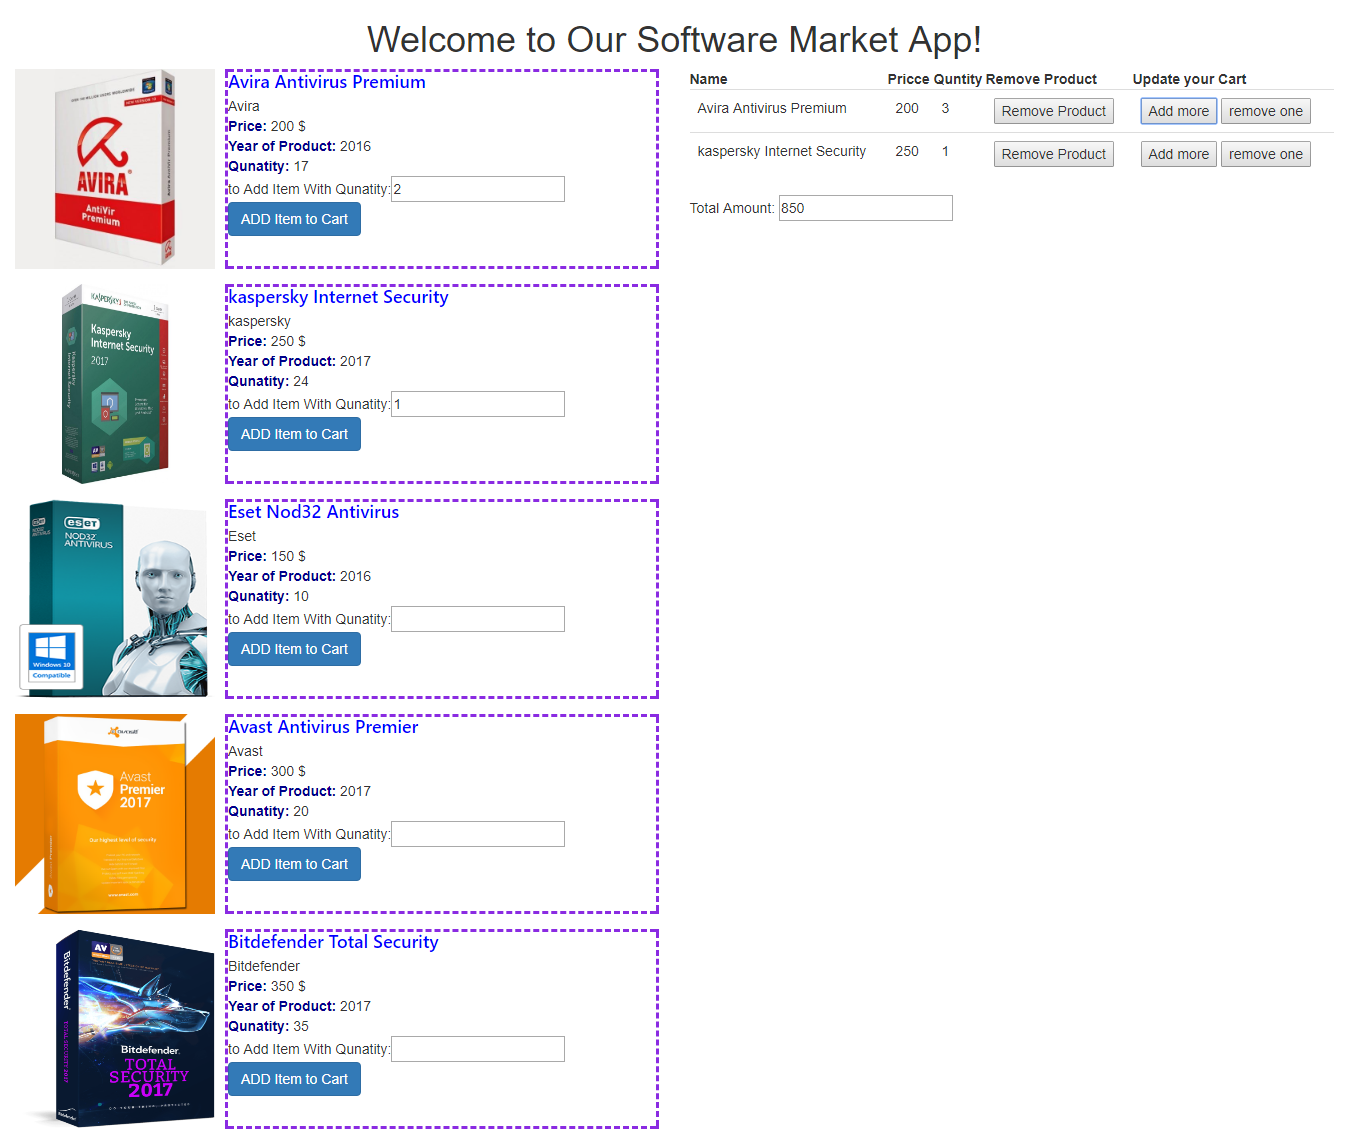 Welcome to Our Software Market App!
AVIRA
AntiVir
Premium
Avira Antivirus Premium
Avira
Price: 200 $
Year of Product: 2016
Qunatity: 17
to Add Item With Qunatity: 2
ADD Item to Cart
KASPERSKY
Kaspersky
Internet Security
2017
kaspersky Internet Security
kaspersky
Price: 250 $
Year of Product: 2017
Qunatity: 24
to Add Item With Qunatity: 1
ADD Item to Cart
eset
NOD32
ANTIVIRUS
Windows 10
Compatible
Eset Nod32 Antivirus
Eset
Price: 150 $
Year of Product: 2016
Qunatity: 10
to Add Item With Qunatity:
ADD Item to Cart
Avast
Premier
2017
Our highest level of security
Avast Antivirus Premier
Avast
Price: 300 $
Year of Product: 2017
Qunatity: 20
to Add Item With Qunatity:
ADD Item to Cart
AV
Bitdefender
Bitdefender
TOTAL
SECURITY
2017
Bitdefender Total Security
Bitdefender
Price: 350 $
Year of Product: 2017
Qunatity: 35
to Add Item With Qunatity:
ADD Item to Cart
Name Pricce Quntity Remove Product Update your Cart
Avira Antivirus Premium 200 3 Remove Product Add more remove one
kaspersky Internet Security 250 1 Remove Product Add more remove one
Total Amount: 850